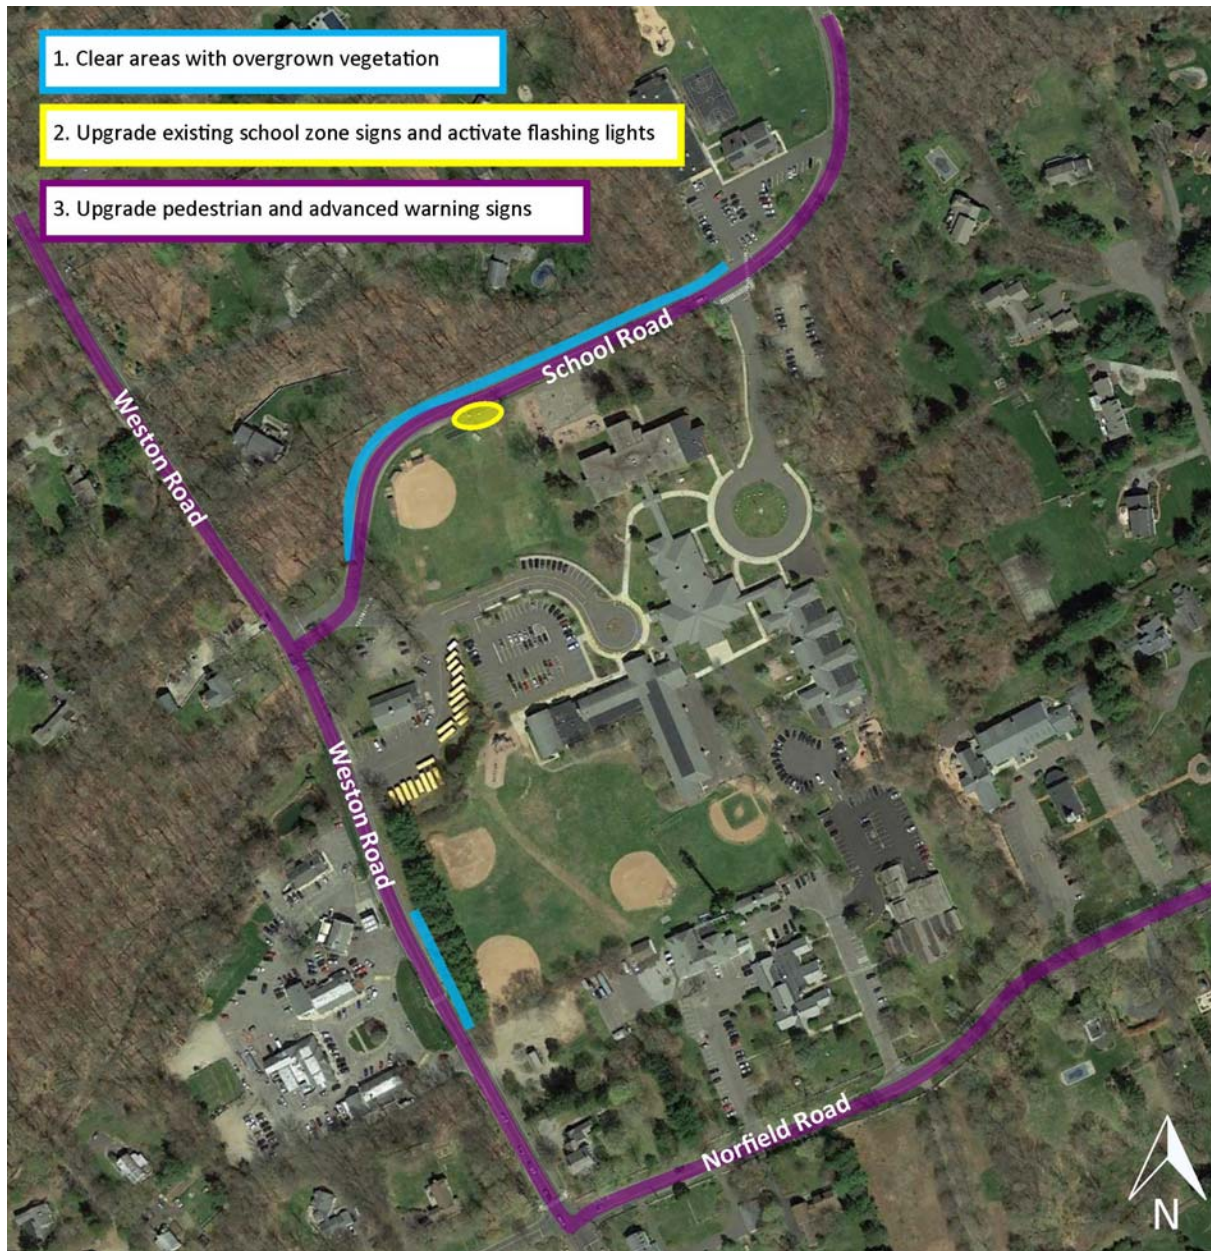 1. Clear areas with overgrown vegetation
2. Upgrade existing school zone signs and activate flashing lights
3. Upgrade pedestrian and advanced warning signs
School Road
Weston Road
Weston Road
Norfield Road
N